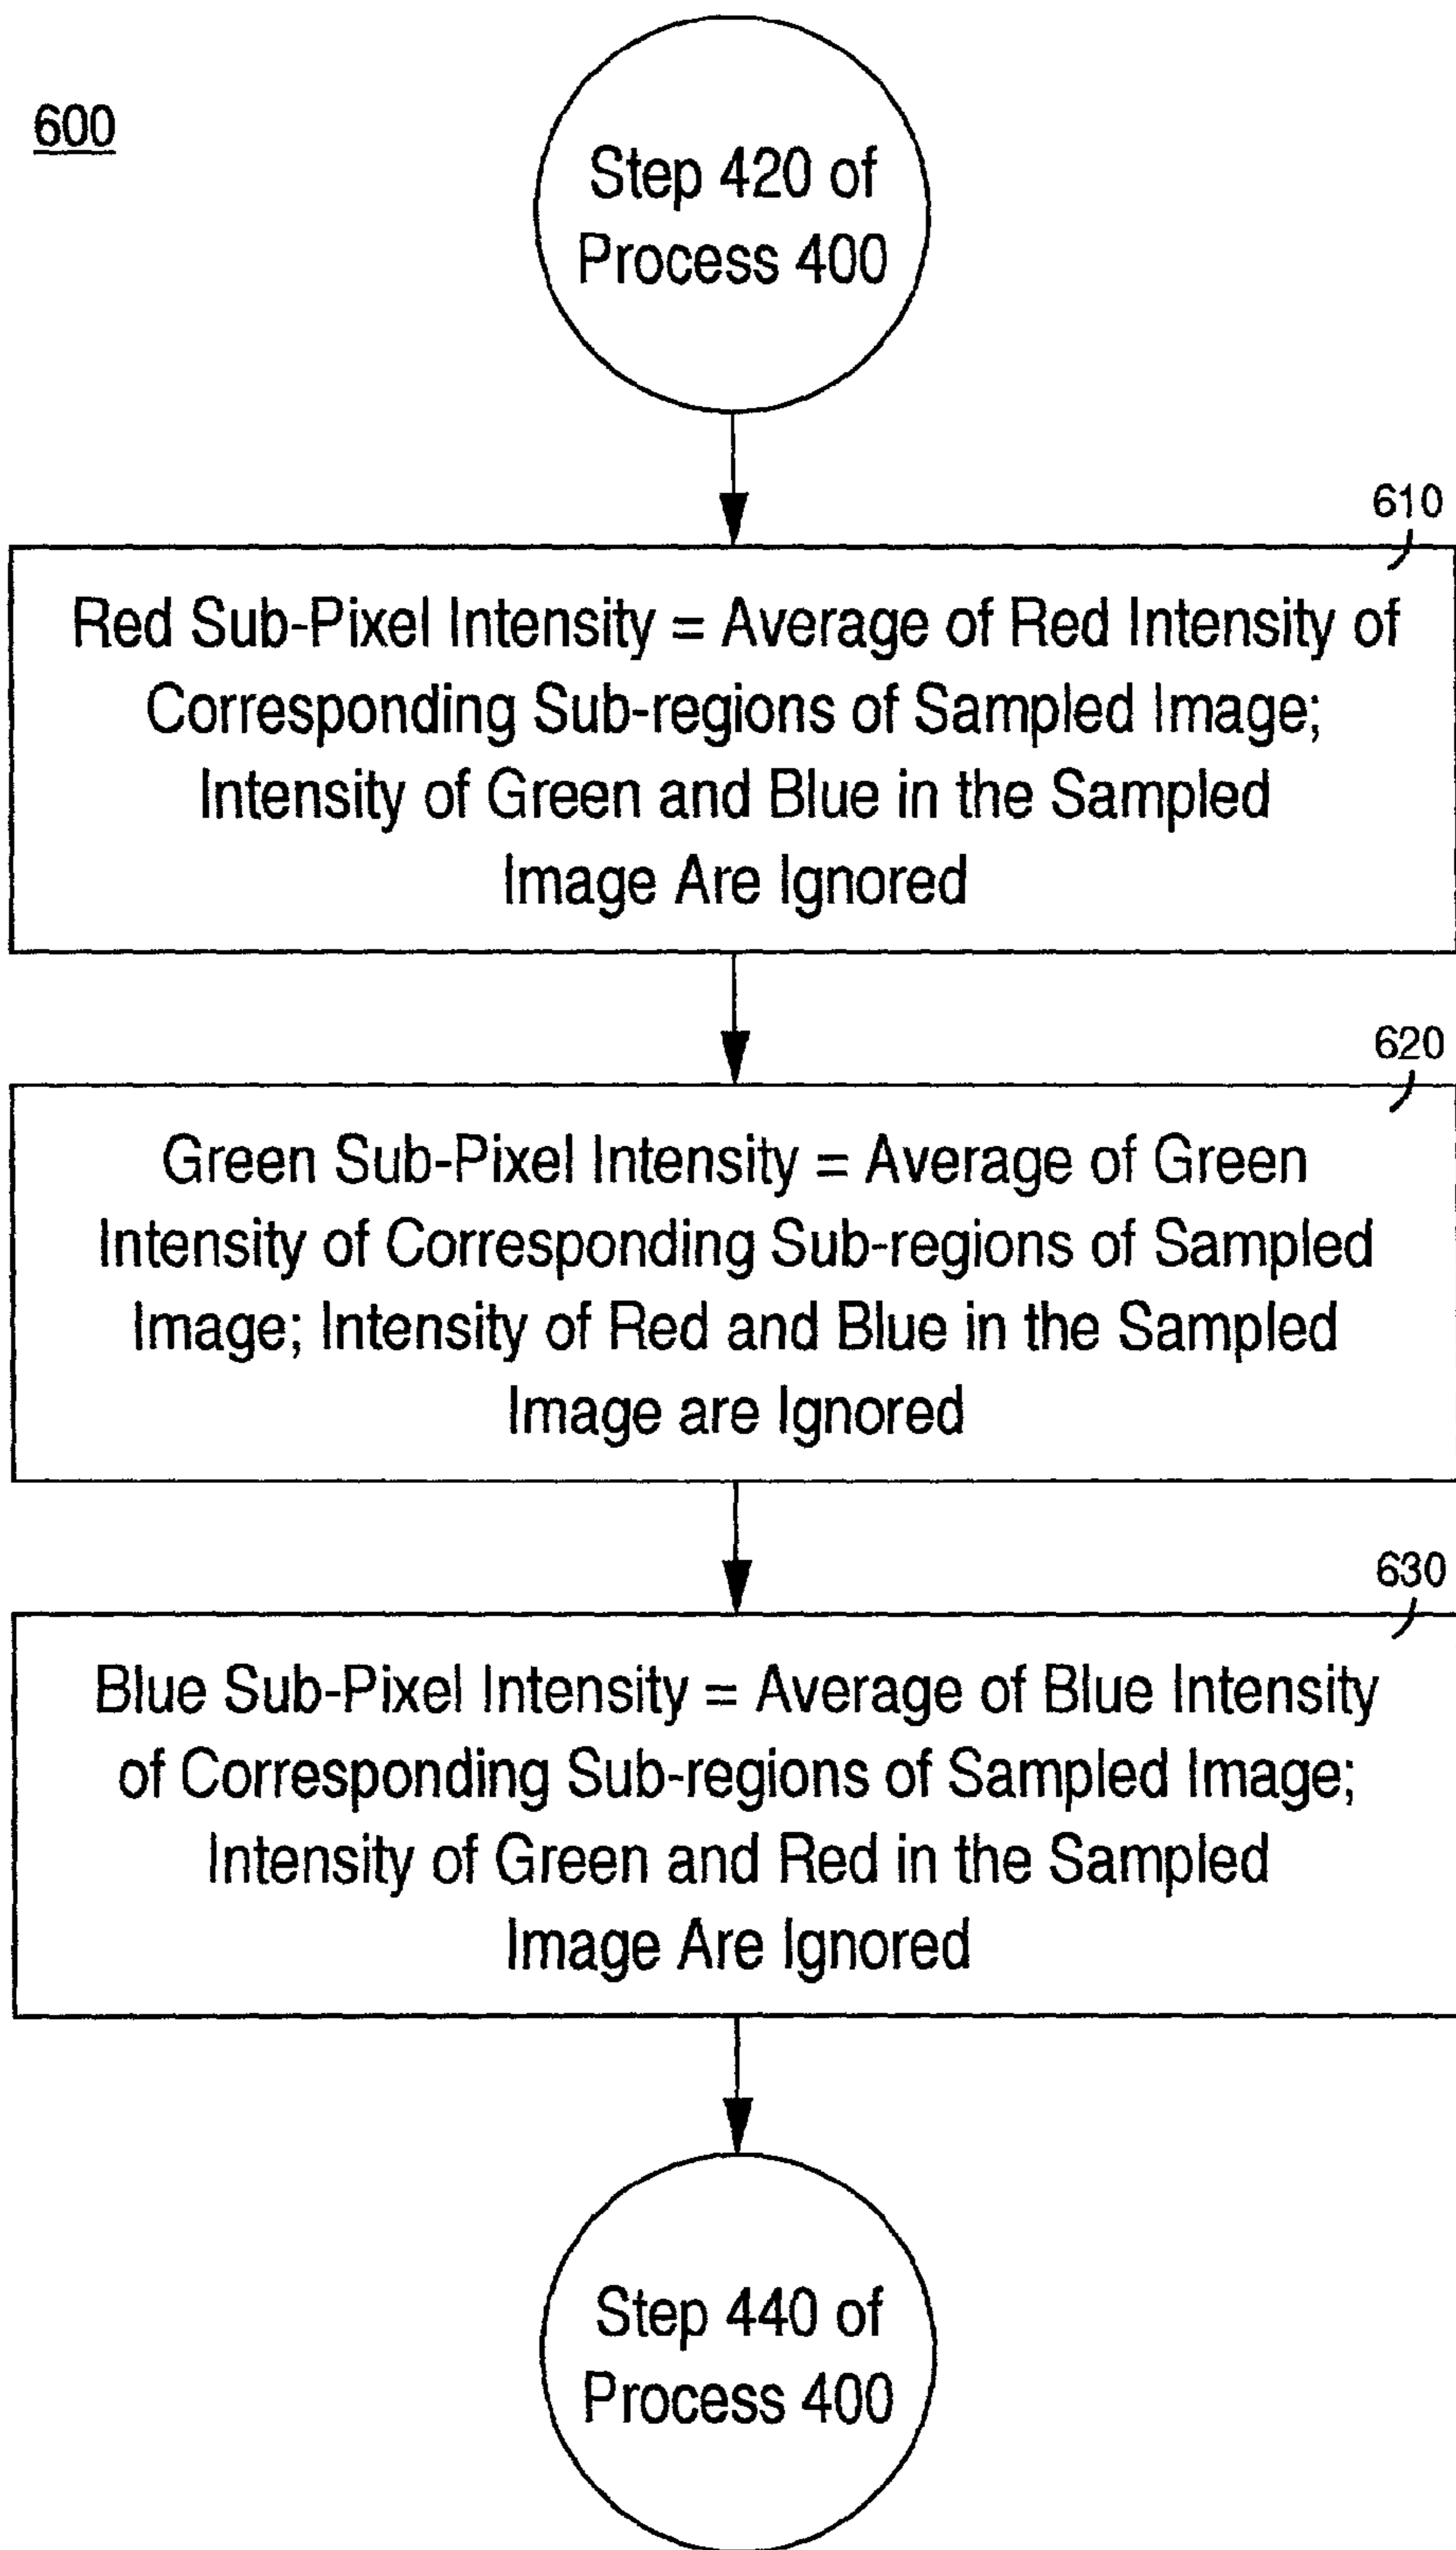 600
Step 420 of
Process 400
610
Red Sub-Pixel Intensity = Average of Red Intensity of
Corresponding Sub-regions of Sampled Image;
Intensity of Green and Blue in the Sampled
Image Are Ignored
620
Green Sub-Pixel Intensity = Average of Green
Intensity of Corresponding Sub-regions of Sampled
Image; Intensity of Red and Blue in the Sampled
Image are Ignored
630
Blue Sub-Pixel Intensity = Average of Blue Intensity
of Corresponding Sub-regions of Sampled Image;
Intensity of Green and Red in the Sampled
Image Are Ignored
Step 440 of
Process 400